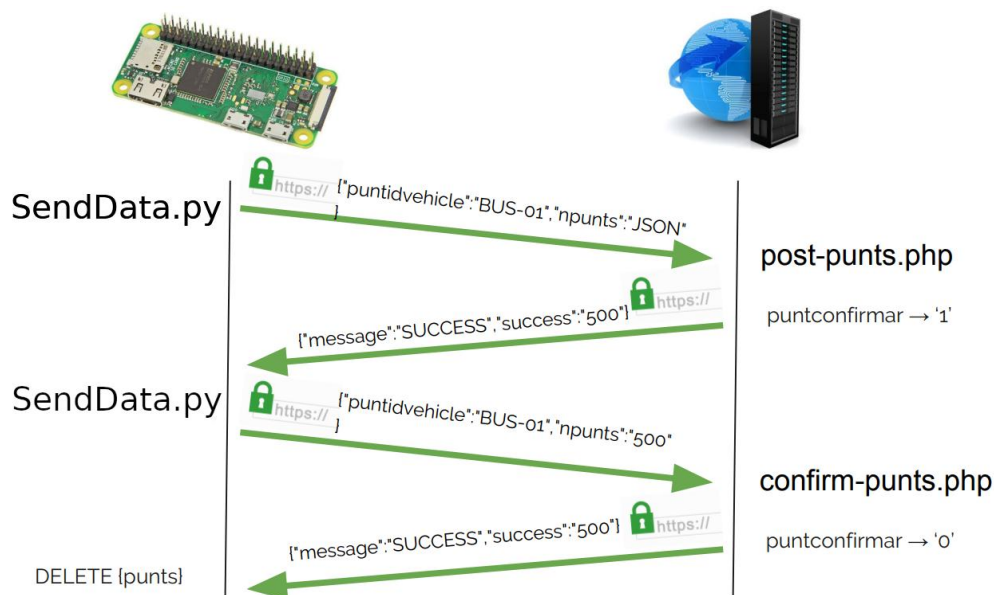 SendData.py
https://
{"puntidvehicle":"BUS-01","npunts":"JSON"
}
post-punts.php
https://
{"message":"SUCCESS","success":"500"}
puntconfirmar → '1'
SendData.py
https://
{"puntidvehicle":"BUS-01","npunts":"500"
}
confirm-punts.php
https://
{"message":"SUCCESS","success":"500"}
puntconfirmar → '0'
DELETE {punts}